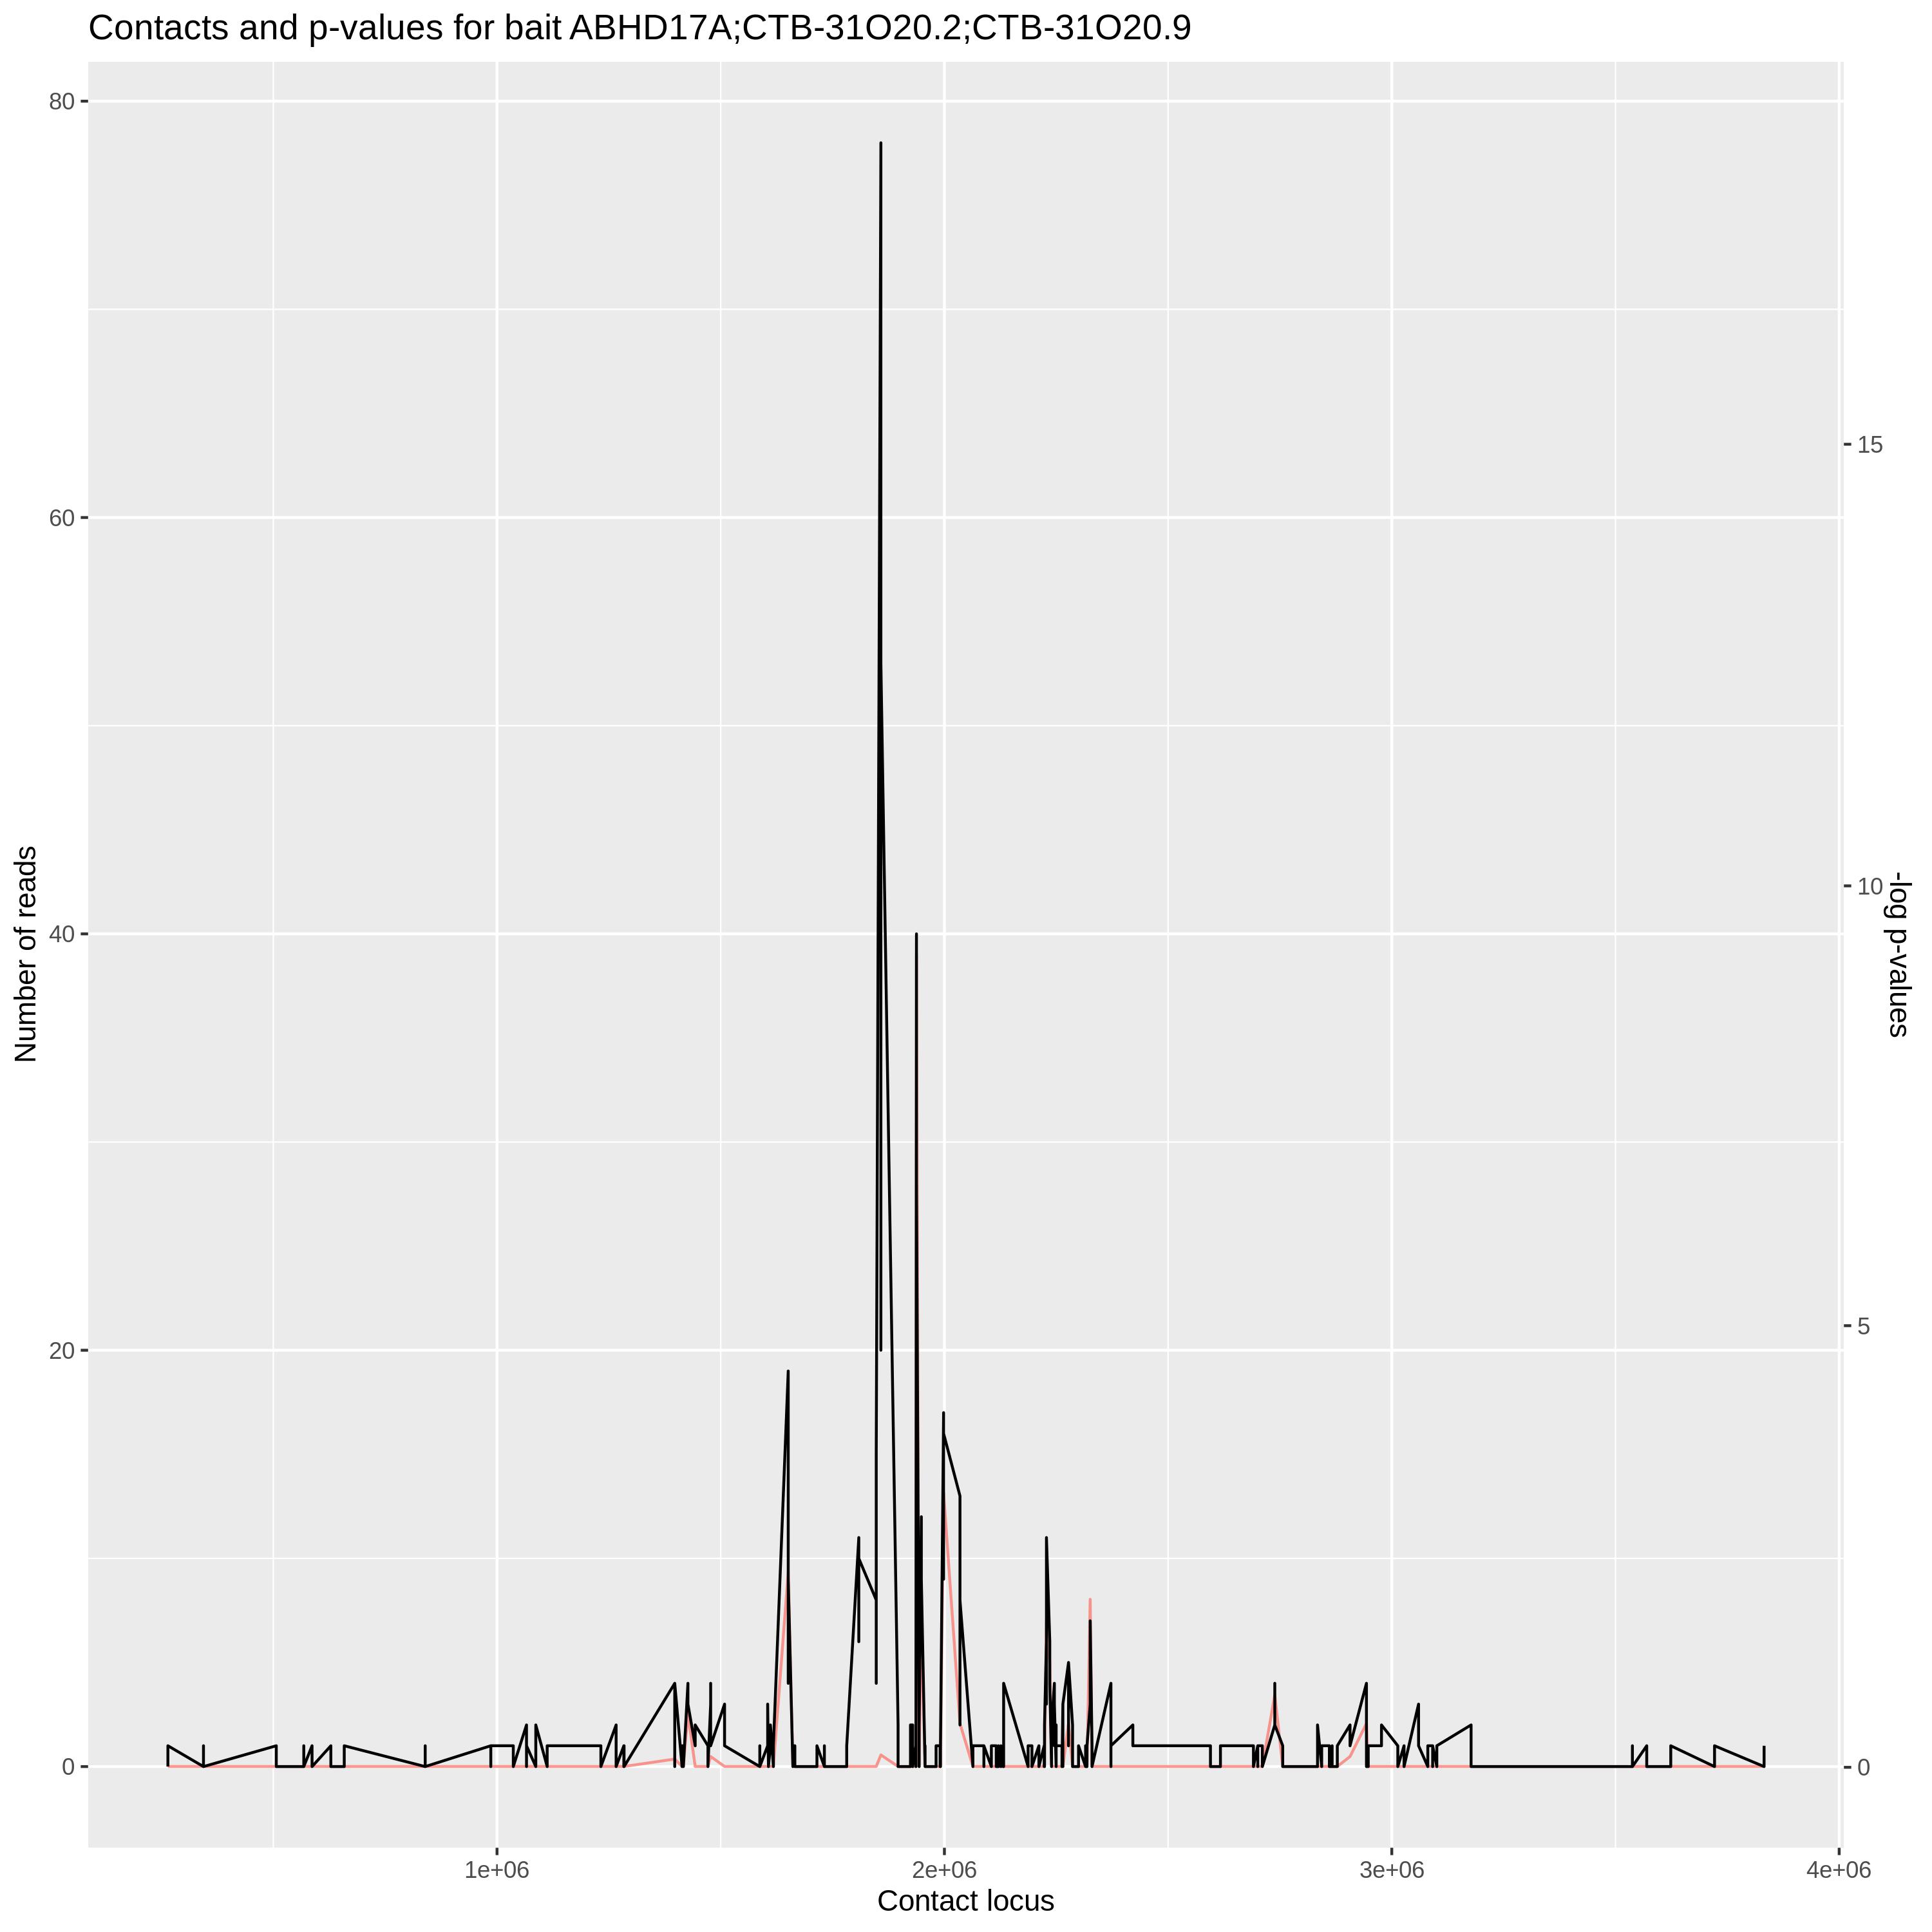 Contacts and p-values for bait ABHD17A;CTB-31O20.2;CTB-31O20.9
80
60
40
20
0
Number of reads
15
10
5
0
-log p-values
1e+06
2e+06
3e+06
4e+06
Contact locus